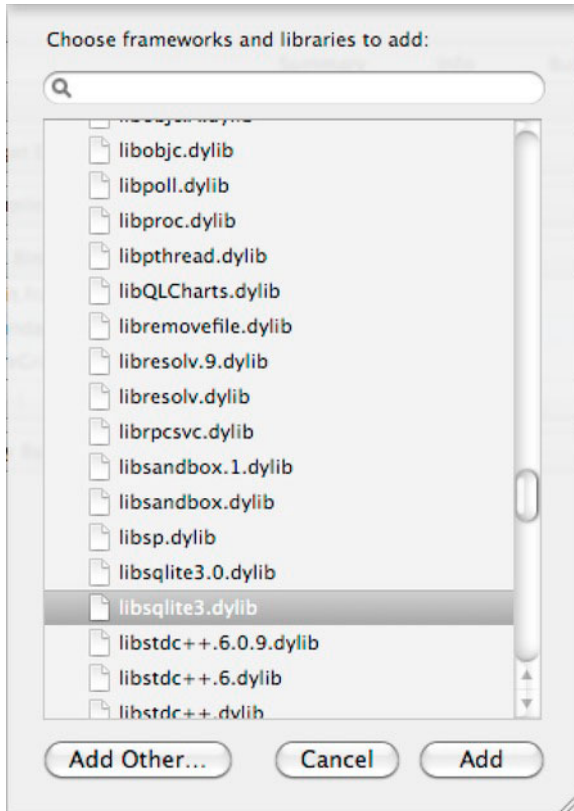 Choose frameworks and libraries to add:
libobjc.dylib
libpoll.dylib
libproc.dylib
libpthread.dylib
libQLCharts.dylib
libremovefile.dylib
libresolv.9.dylib
libresolv.dylib
librpcsvc.dylib
libsandbox.1.dylib
libsandbox.dylib
libsp.dylib
libsqlite3.0.dylib
libsqlite3.dylib
libstdc++.6.0.9.dylib
libstdc++.6.dylib
libstdc++.dylib
Add Other... Cancel Add